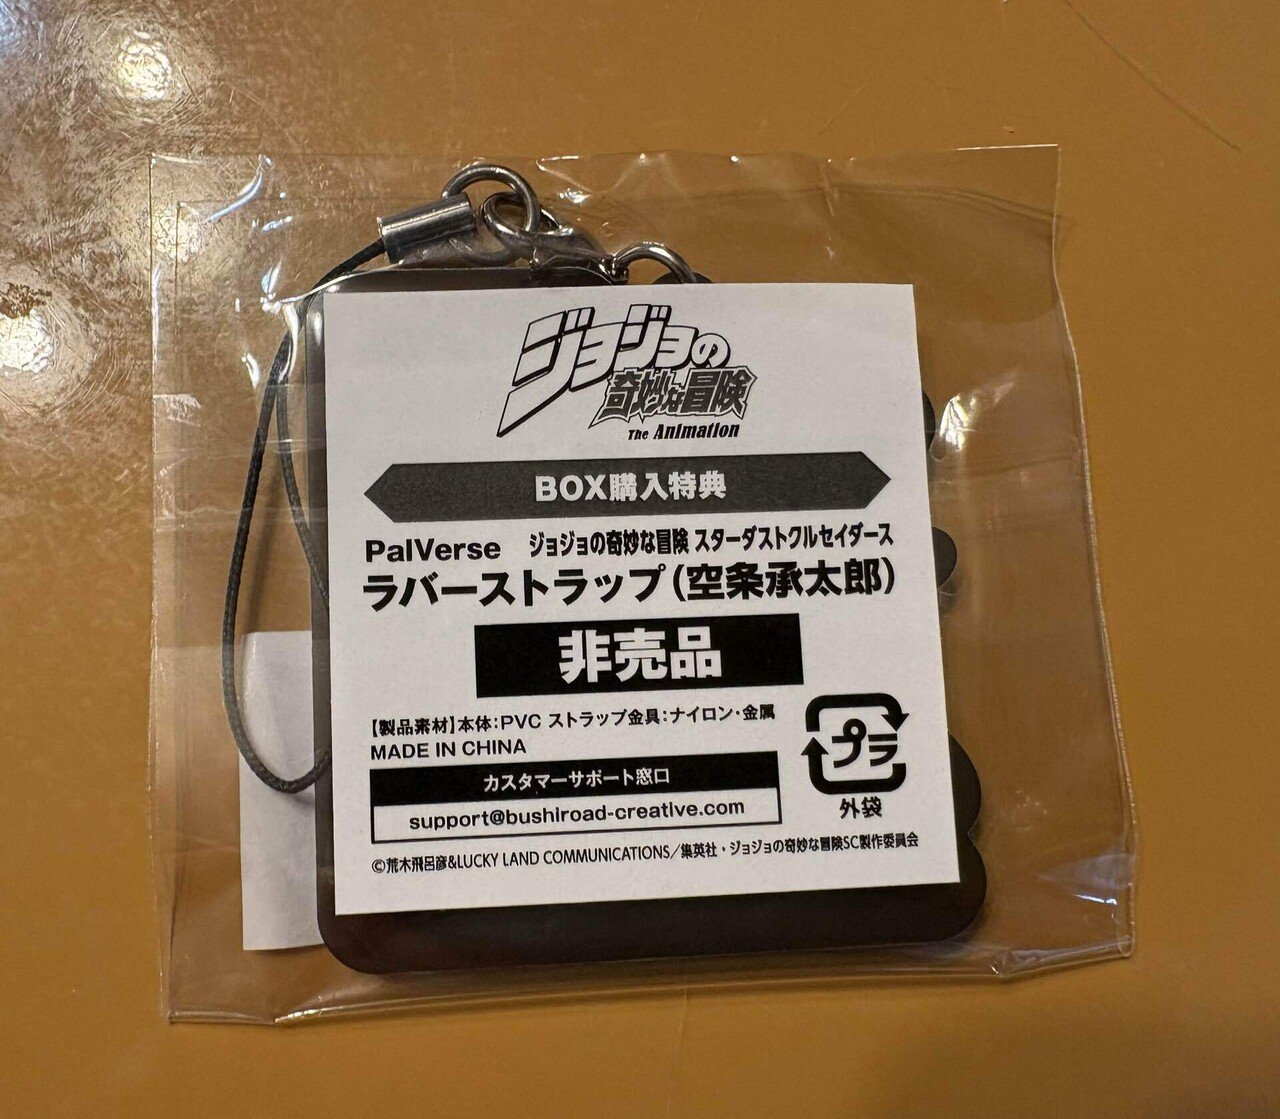 ジョジョの
奇妙な冒険
The Animation
BOX購入特典
PalVerse ジョジョの奇妙な冒険 スターダストクルセイダース
ラバーストラップ(空条承太郎)
非売品
【製品素材】本体:PVC ストラップ金具:ナイロン・金属
MADE IN CHINA
カスタマーサポート窓口
support@bushiroad-creative.com
プラ
外袋
©荒木飛呂彦&LUCKY LAND COMMUNICATIONS/集英社・ジョジョの奇妙な冒険SC製作委員会